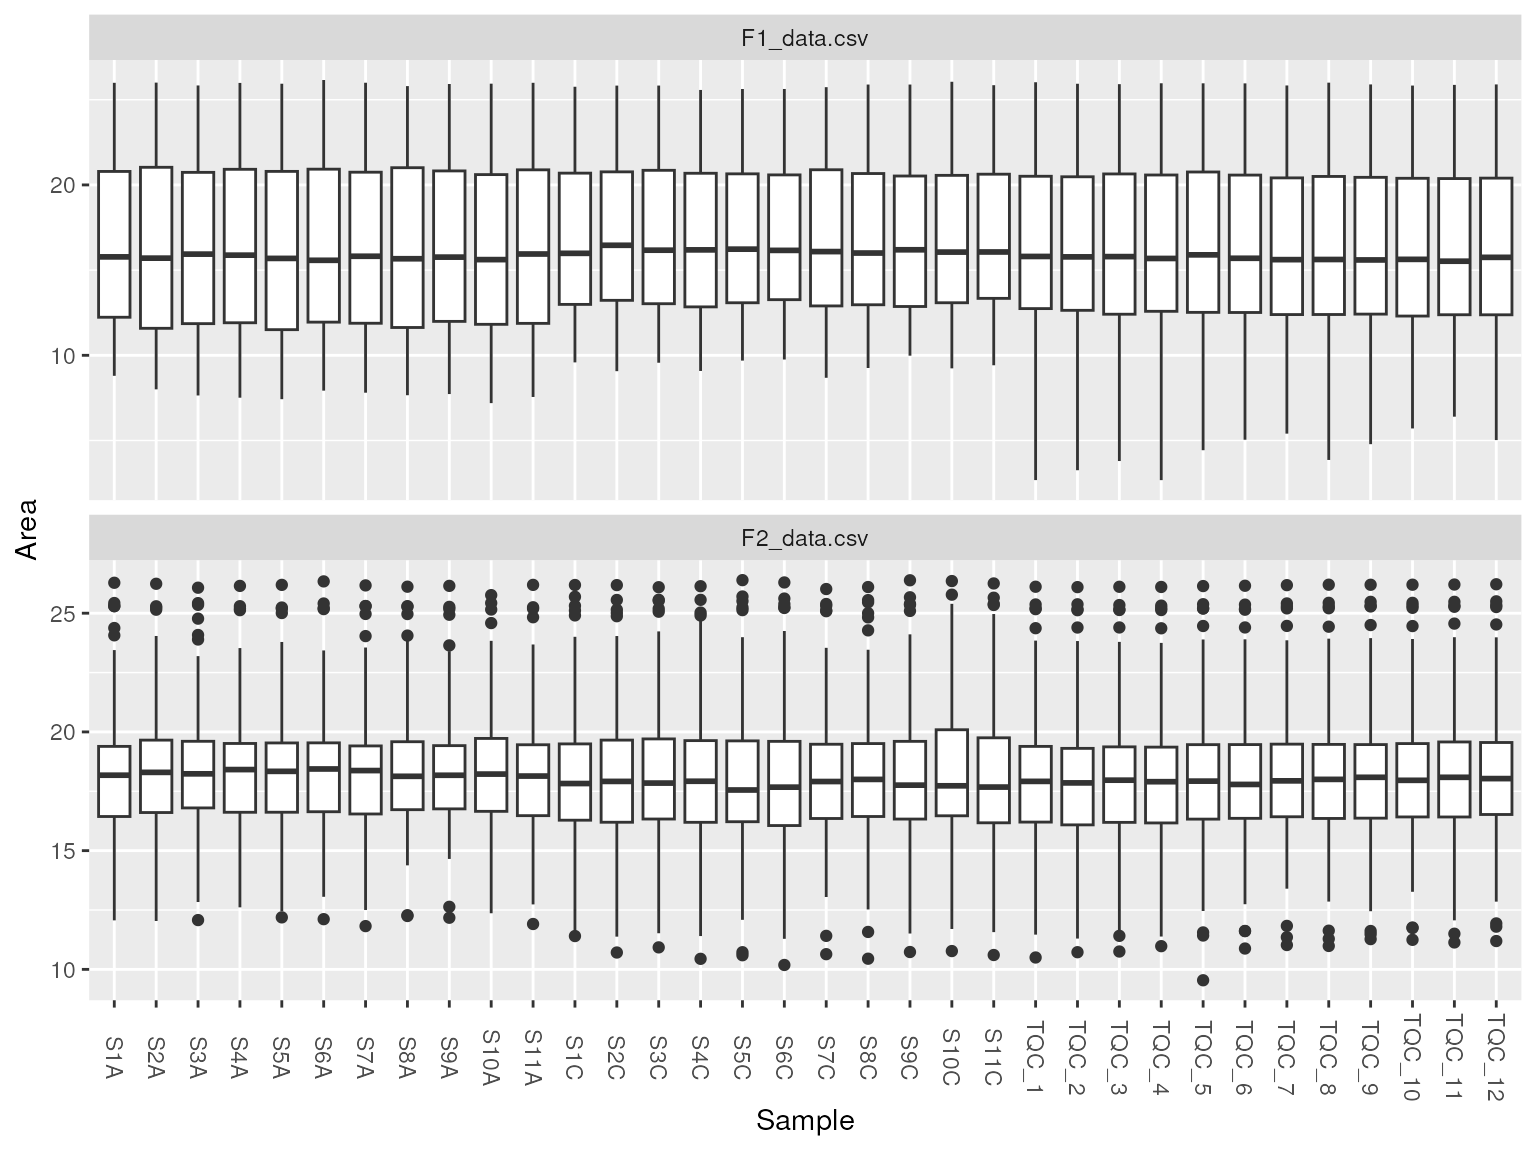 F1_data.csv
20
10
Area
F2_data.csv
25
20
15
10
S1A S2A S3A S4A S5A S6A S7A S8A S9A S10A S11A S1C S2C S3C S4C S5C S6C S7C S8C S9C S10C S11C TQC_1 TQC_2 TQC_3 TQC_4 TQC_5 TQC_6 TQC_7 TQC_8 TQC_9 TQC_10 TQC_11 TQC_12
Sample